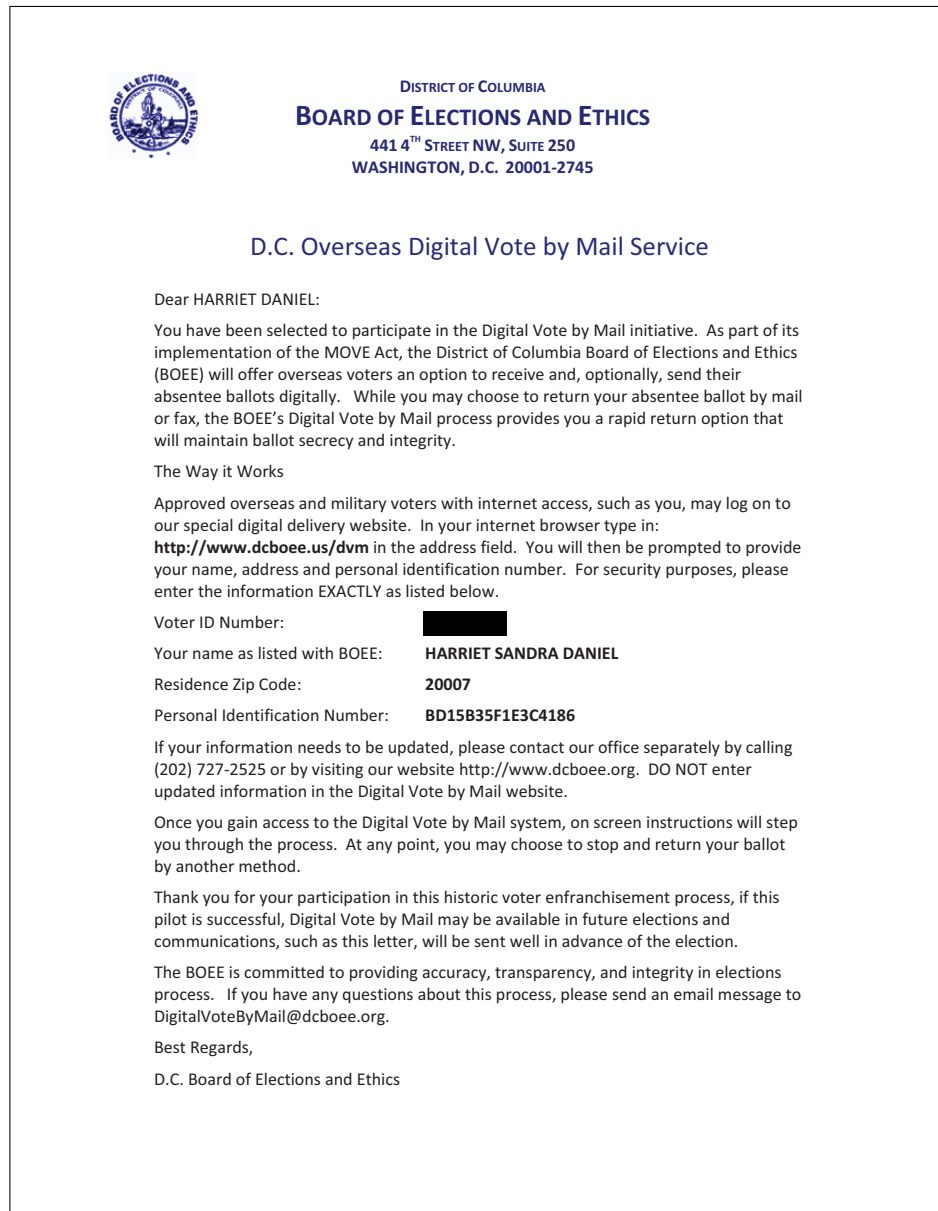 BOARD OF ELECTIONS AND ETHICS
DISTRICT OF COLUMBIA
DISTRICT OF COLUMBIA
BOARD OF ELECTIONS AND ETHICS
441 4TH STREET NW, SUITE 250
WASHINGTON, D.C. 20001-2745
D.C. Overseas Digital Vote by Mail Service
Dear HARRIET DANIEL:
You have been selected to participate in the Digital Vote by Mail initiative. As part of its
implementation of the MOVE Act, the District of Columbia Board of Elections and Ethics
(BOEE) will offer overseas voters an option to receive and, optionally, send their
absentee ballots digitally. While you may choose to return your absentee ballot by mail
or fax, the BOEE's Digital Vote by Mail process provides you a rapid return option that
will maintain ballot secrecy and integrity.
The Way it Works
Approved overseas and military voters with internet access, such as you, may log on to
our special digital delivery website. In your internet browser type in:
http://www.dcboee.us/dvm in the address field. You will then be prompted to provide
your name, address and personal identification number. For security purposes, please
enter the information EXACTLY as listed below.
Voter ID Number:
Your name as listed with BOEE: HARRIET SANDRA DANIEL
Residence Zip Code: 20007
Personal Identification Number: BD15B35F1E3C4186
If your information needs to be updated, please contact our office separately by calling
(202) 727-2525 or by visiting our website http://www.dcboee.org. DO NOT enter
updated information in the Digital Vote by Mail website.
Once you gain access to the Digital Vote by Mail system, on screen instructions will step
you through the process. At any point, you may choose to stop and return your ballot
by another method.
Thank you for your participation in this historic voter enfranchisement process, if this
pilot is successful, Digital Vote by Mail may be available in future elections and
communications, such as this letter, will be sent well in advance of the election.
The BOEE is committed to providing accuracy, transparency, and integrity in elections
process. If you have any questions about this process, please send an email message to
DigitalVoteByMail@dcboee.org.
Best Regards,
D.C. Board of Elections and Ethics